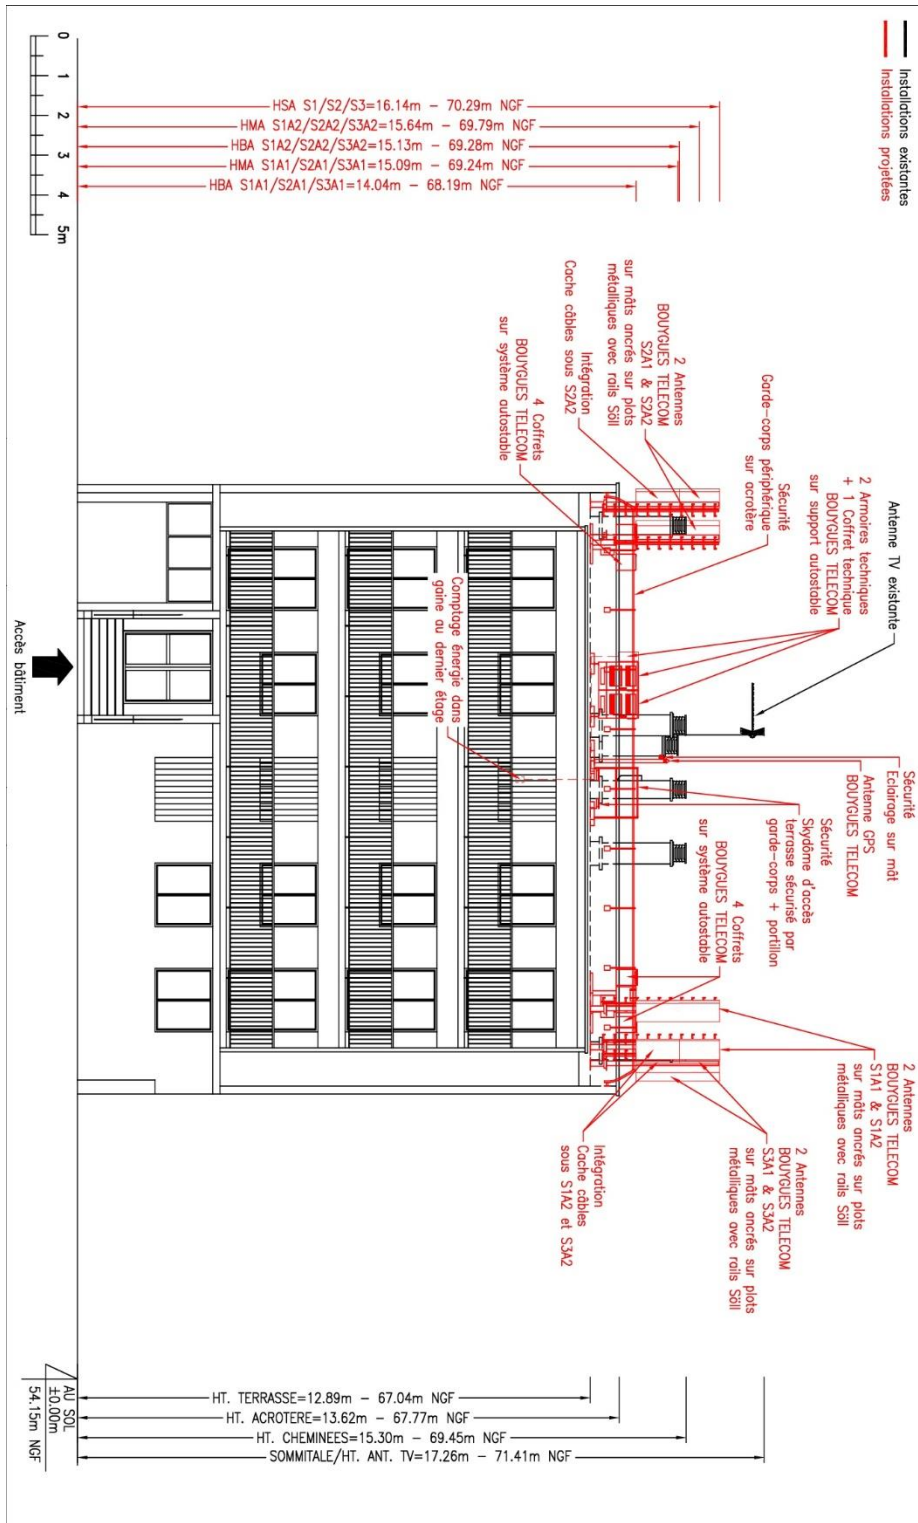 Installations existantes
Installations projetées
Antenne TV existante
2 Armoires techniques
+ 1 Coffret technique
BOUYGUES TELECOM
sur support autostable
Sécurité
Garde-corps périphérique
sur acrotère
2 Antennes
BOUYGUES TELECOM
S2A1 & S2A2
sur mâts ancrés sur plots
métalliques avec rails Söll
Intégration
Cache câbles sous S2A2
4 Coffrets
BOUYGUES TELECOM
sur système autostable
Sécurité
Eclairage sur mât
Antenne GPS
BOUYGUES TELECOM
Sécurité
Skydôme d'accès
terrasse sécurisé par
garde-corps + portillon
4 Coffrets
BOUYGUES TELECOM
sur système autostable
2 Antennes
BOUYGUES TELECOM
S1A1 & S1A2
sur mâts ancrés sur plots
métalliques avec rails Söll
2 Antennes
BOUYGUES TELECOM
S3A1 & S3A2
sur mâts ancrés sur plots
métalliques avec rails Söll
Intégration
Cache câbles
sous S1A2 et S3A2
Comptage énergie dans
gaine au dernier étage
HSA S1/S2/S3=16.14m - 70.29m NGF
HMA S1A2/S2A2/S3A2=15.64m - 69.79m NGF
HBA S1A2/S2A2/S3A2=15.13m - 69.28m NGF
HMA S1A1/S2A1/S3A1=15.09m - 69.24m NGF
HBA S1A1/S2A1/S3A1=14.04m - 68.19m NGF
HT. TERRASSE=12.89m - 67.04m NGF
HT. ACROTERE=13.62m - 67.77m NGF
HT. CHEMINEES=15.30m - 69.45m NGF
SOMMITALE/HT. ANT. TV=17.26m - 71.41m NGF
AU SOL
±0.00m
54.15m NGF
Accès bâtiment
0 1 2 3 4 5m